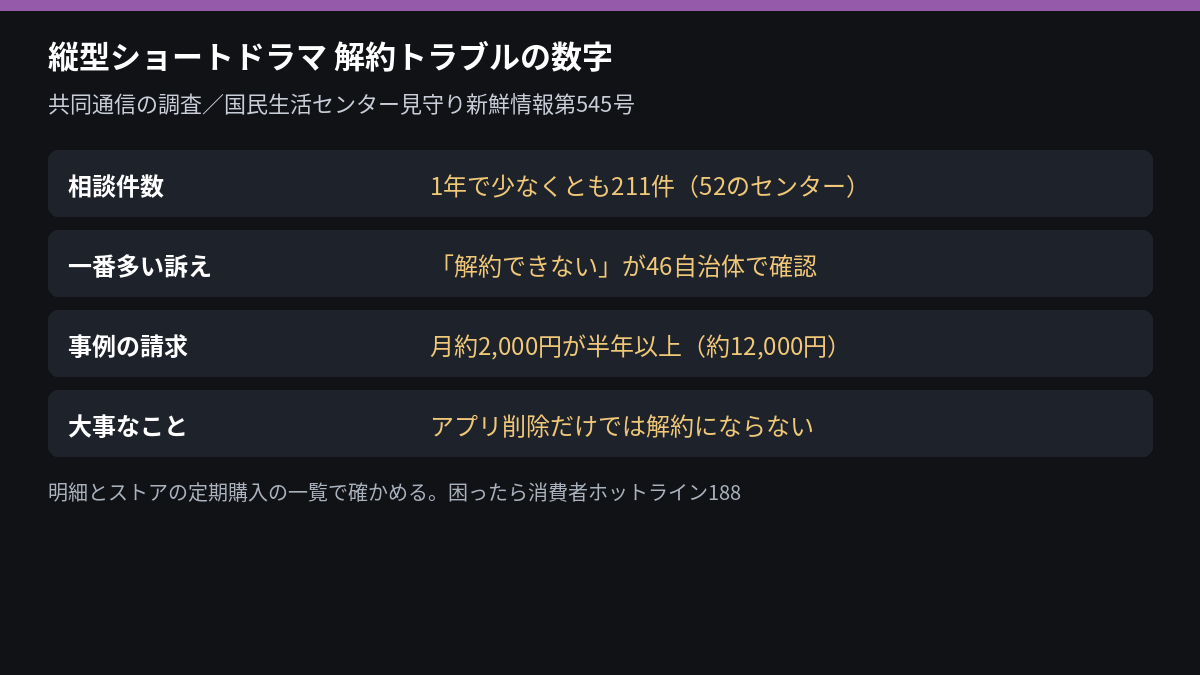 縦型ショートドラマ 解約トラブルの数字
共同通信の調査／国民生活センター見守り新鮮情報第545号
相談件数 1年で少なくとも211件（52のセンター）
一番多い訴え 「解約できない」が46自治体で確認
事例の請求 月約2,000円が半年以上（約12,000円）
大事なこと アプリ削除だけでは解約にならない
明細とストアの定期購入の一覧で確かめる。困ったら消費者ホットライン188